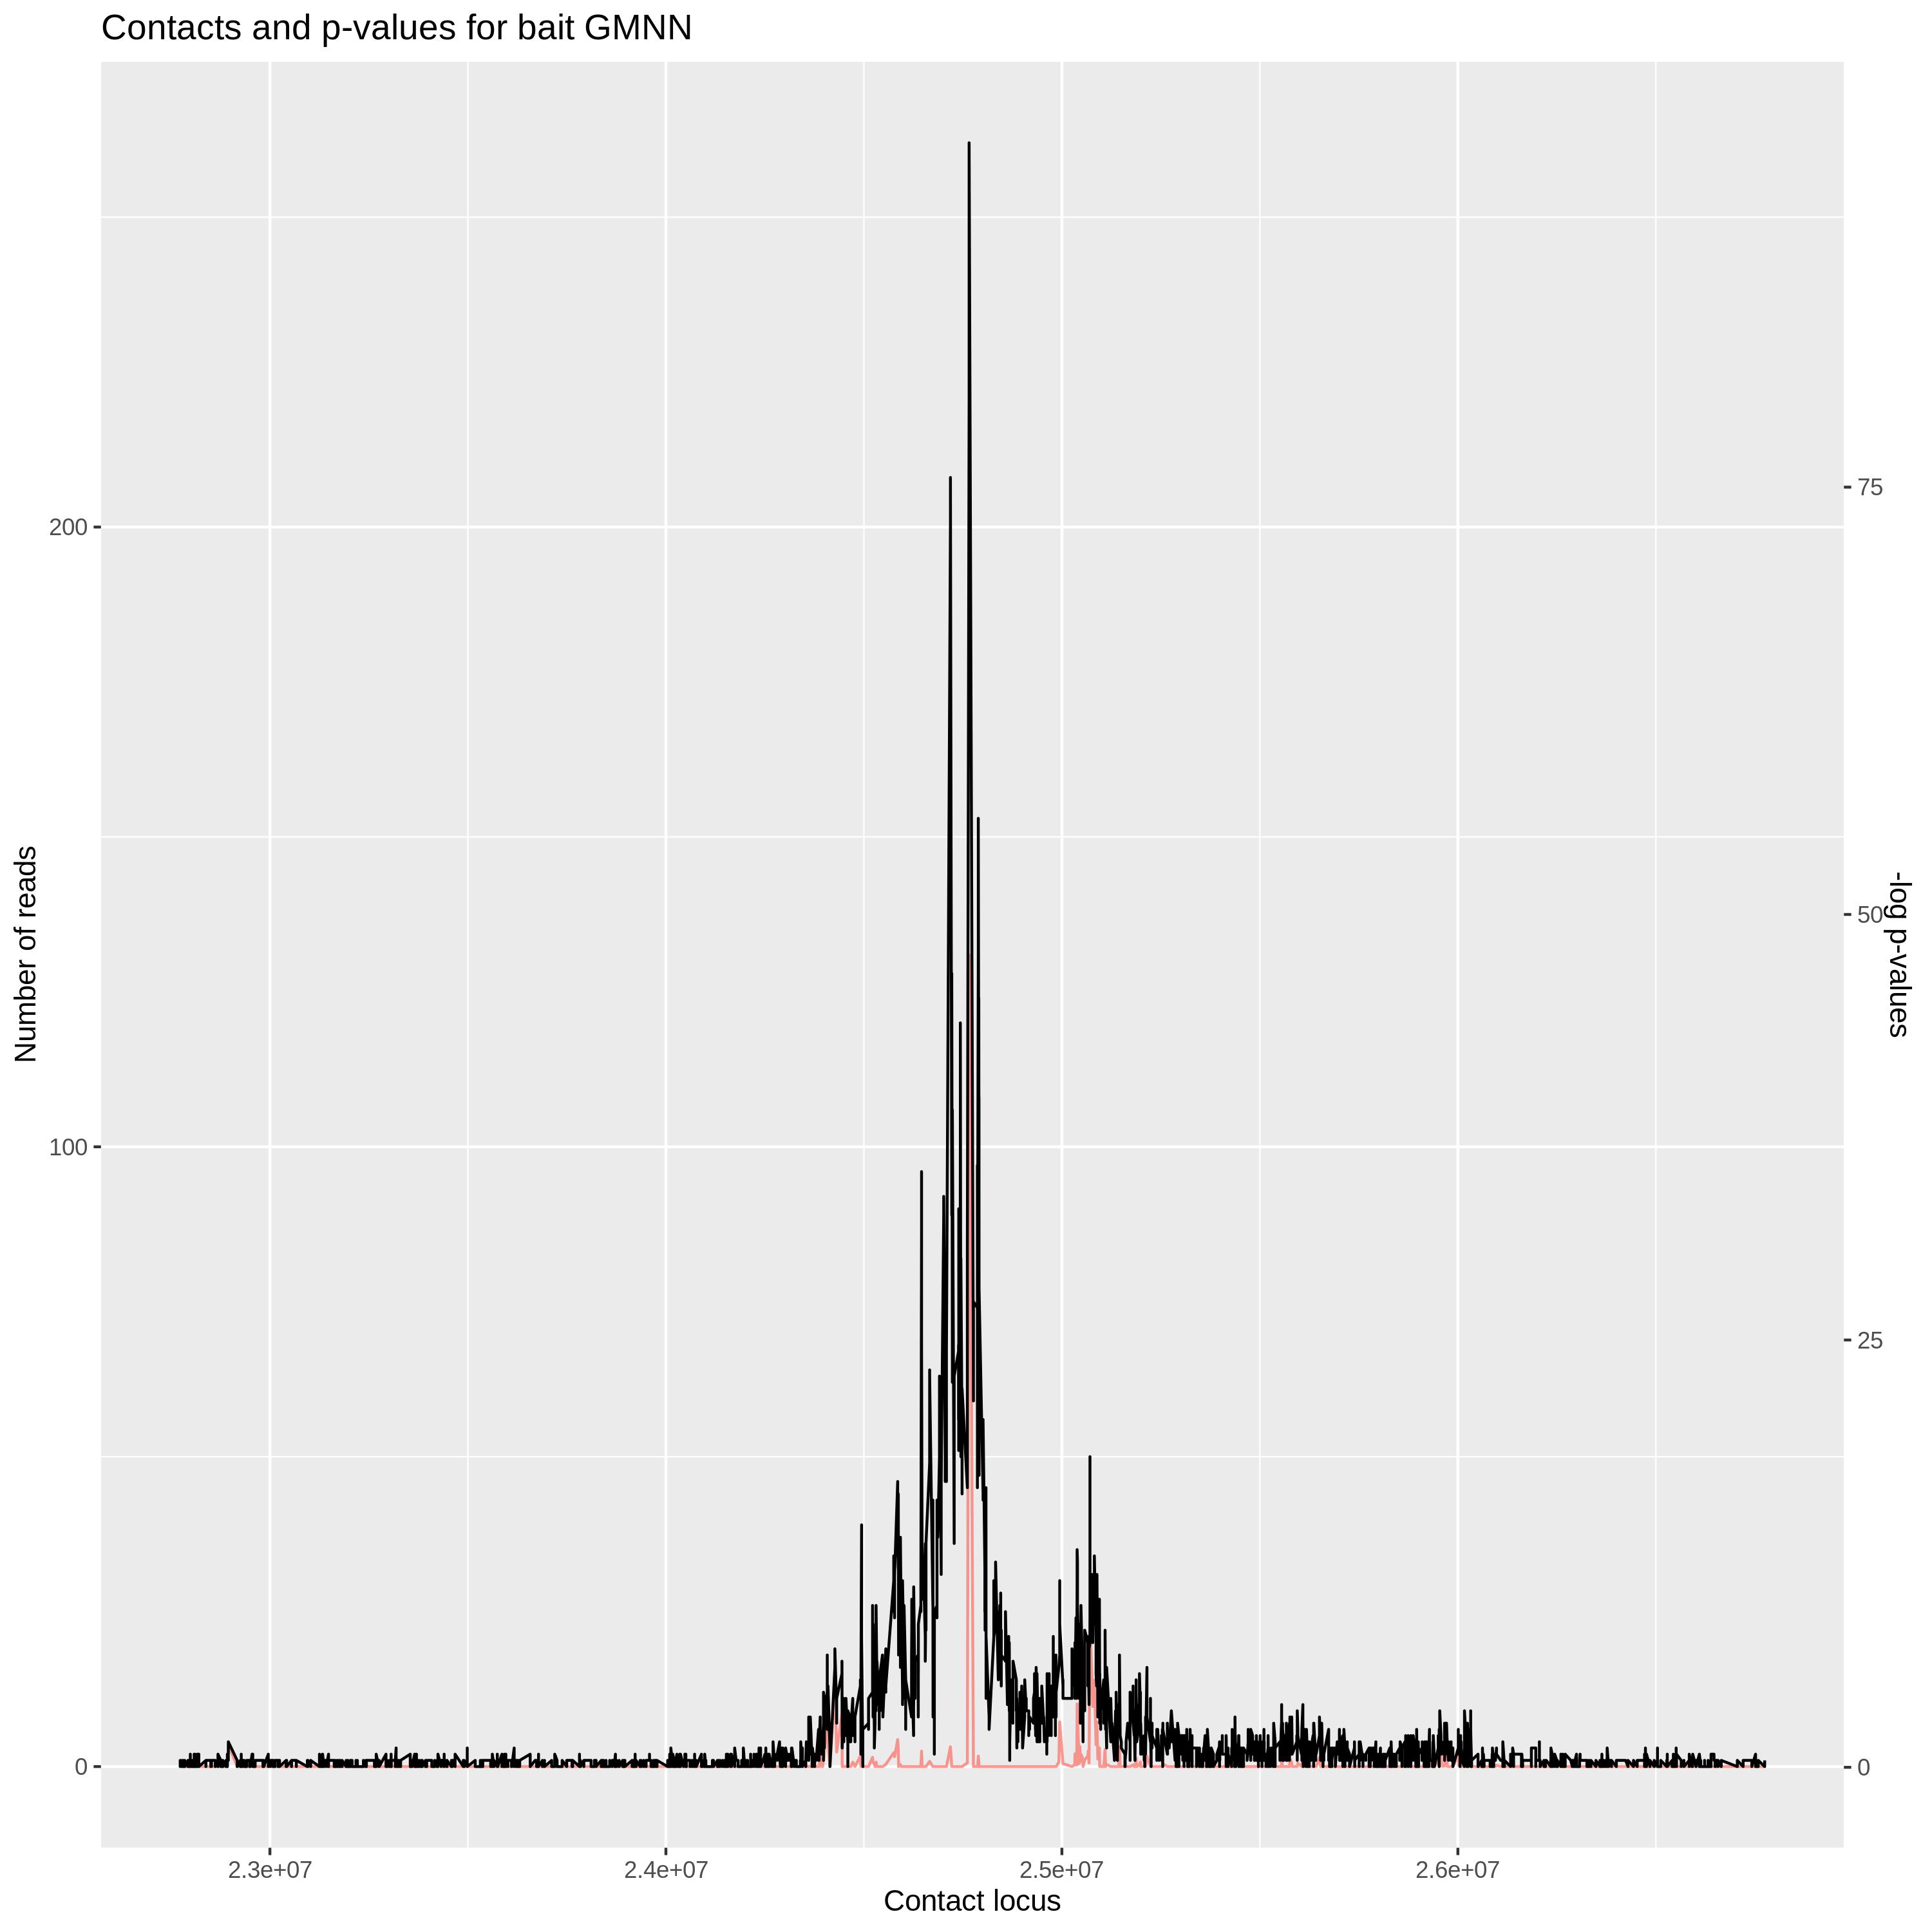 Contacts and p-values for bait GMNN
Number of reads
200
100
0
75
50
25
0
-log p-values
2.3e+07
2.4e+07
2.5e+07
2.6e+07
Contact locus